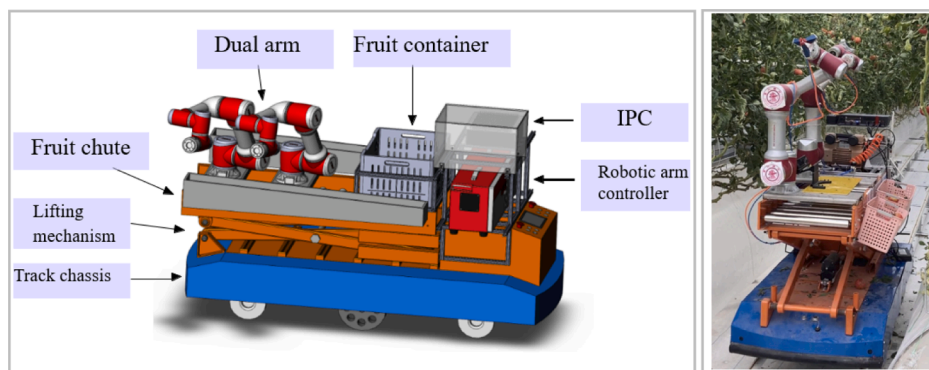 Dual arm
Fruit container
IPC
Fruit chute
Robotic arm
controller
Lifting
mechanism
Track chassis